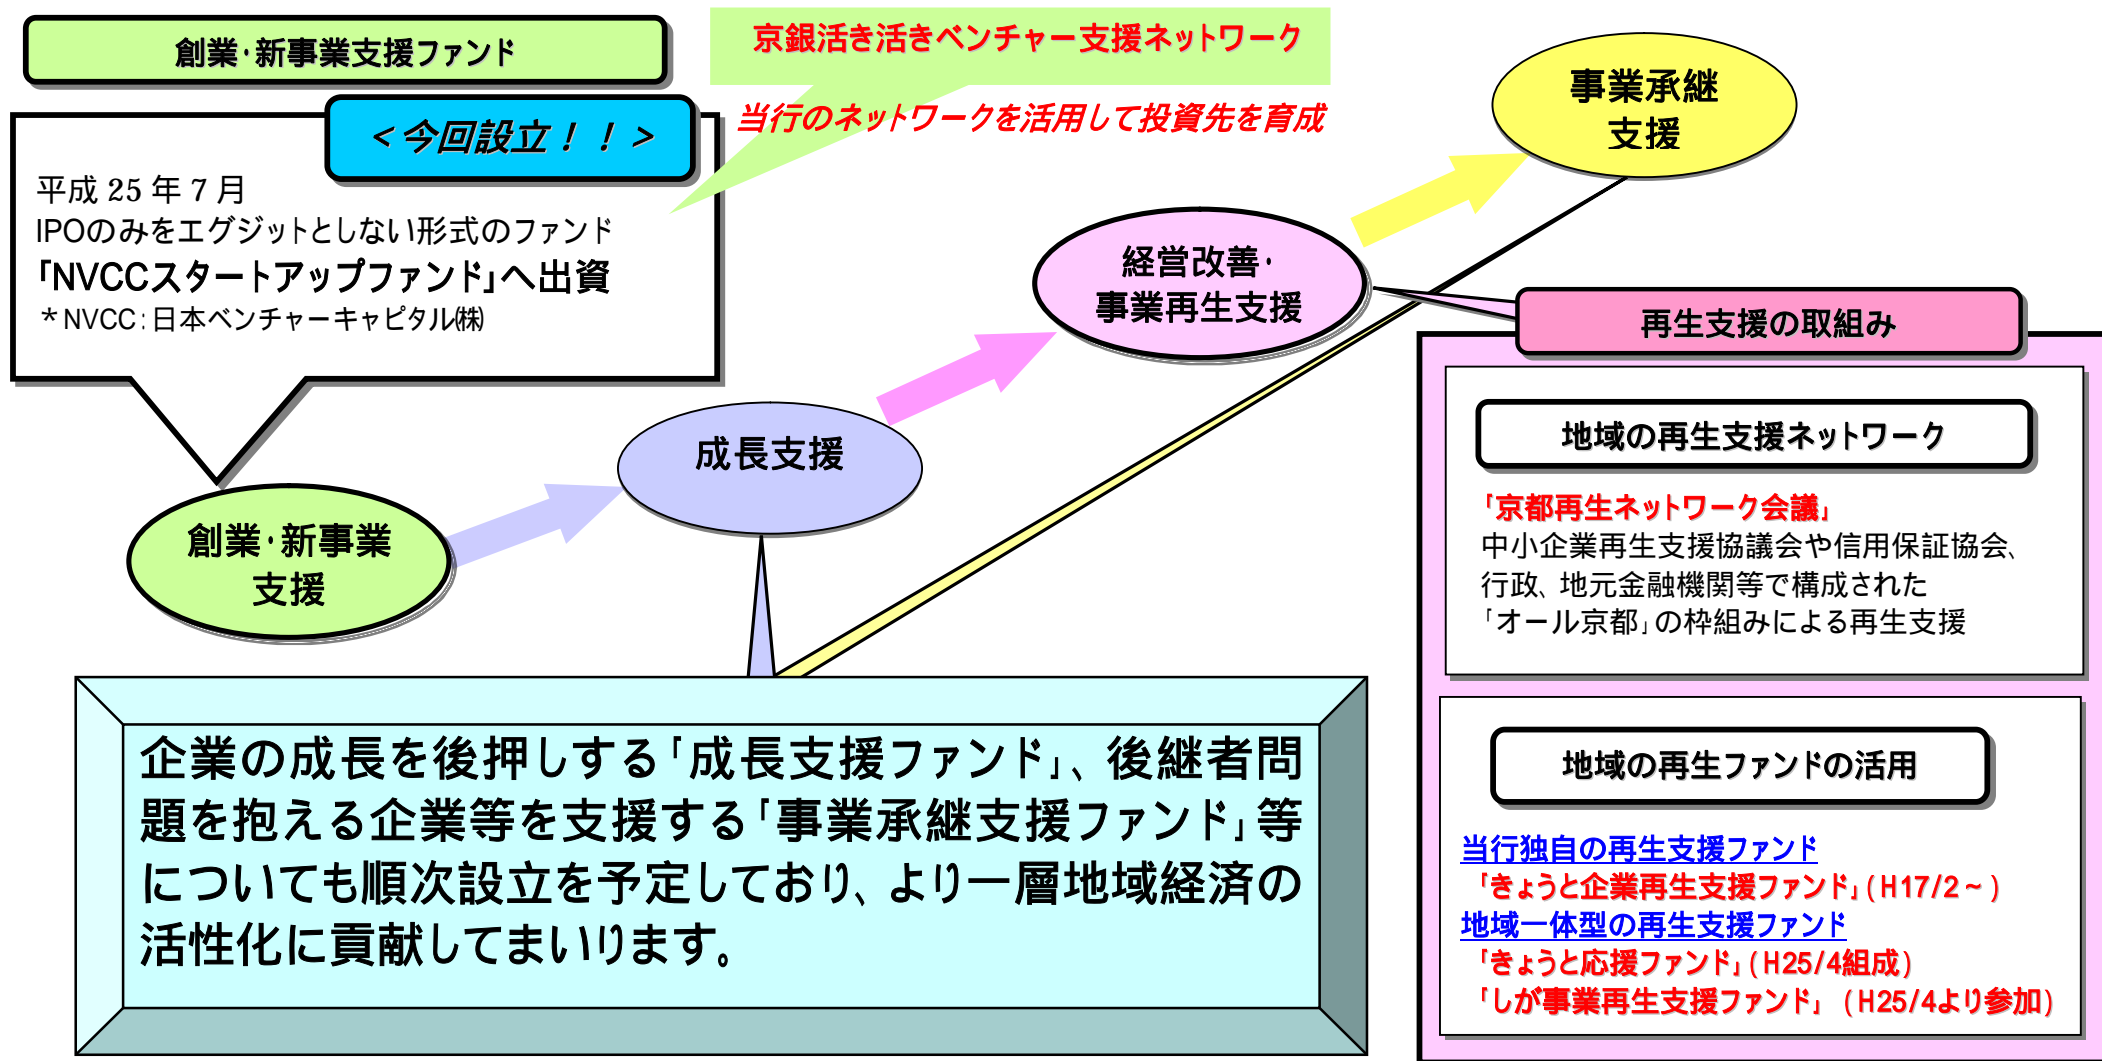 創業・新事業支援ファンド
京銀活き活きベンチャー支援ネットワーク
当行のネットワークを活用して投資先を育成
＜今回設立！！＞
平成 25 年 7 月
IPOのみをエグジットとしない形式のファンド
「NVCCスタートアップファンド」へ出資
＊NVCC：日本ベンチャーキャピタル㈱
事業承継
支援
経営改善・
事業再生支援
成長支援
創業・新事業
支援
企業の成長を後押しする「成長支援ファンド」、後継者問
題を抱える企業等を支援する「事業承継支援ファンド」等
についても順次設立を予定しており、より一層地域経済の
活性化に貢献してまいります。
再生支援の取組み
地域の再生支援ネットワーク
「京都再生ネットワーク会議」
中小企業再生支援協議会や信用保証協会、
行政、地元金融機関等で構成された
「オール京都」の枠組みによる再生支援
地域の再生ファンドの活用
当行独自の再生支援ファンド
「きょうと企業再生支援ファンド」（H17/2～）
地域一体型の再生支援ファンド
「きょうと応援ファンド」（H25/4組成）
「しが事業再生支援ファンド」（H25/4より参加）